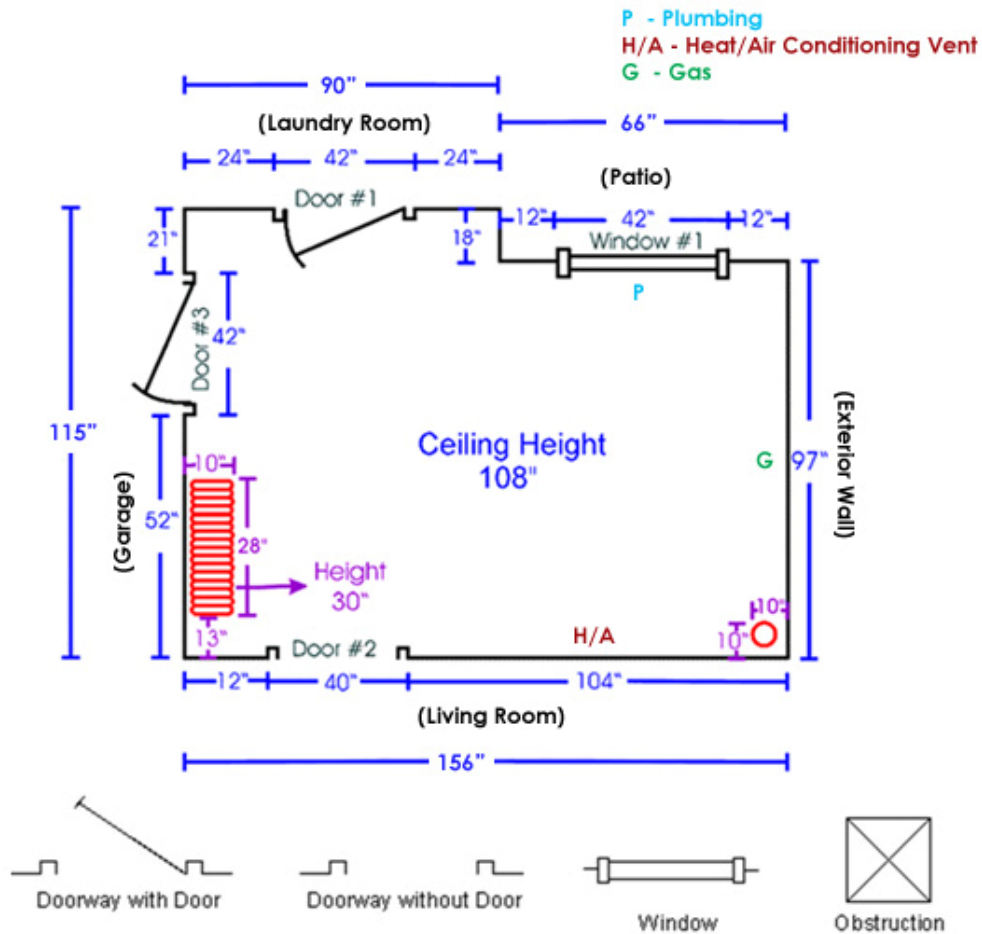 P - Plumbing
H/A - Heat/Air Conditioning Vent
G - Gas
90”
(Laundry Room)
66”
24"
42"
24"
(Patio)
Door #1
12"
42"
12"
21"
18"
Window #1
P
Door #3
42"
115”
Ceiling Height
108"
(Exterior Wall)
G
97"
10"
(Garage)
52"
28"
Height
30"
10"
13"
Door #2
H/A
10"
12"
40"
104"
(Living Room)
156”
Doorway with Door
Doorway without Door
Window
Obstruction